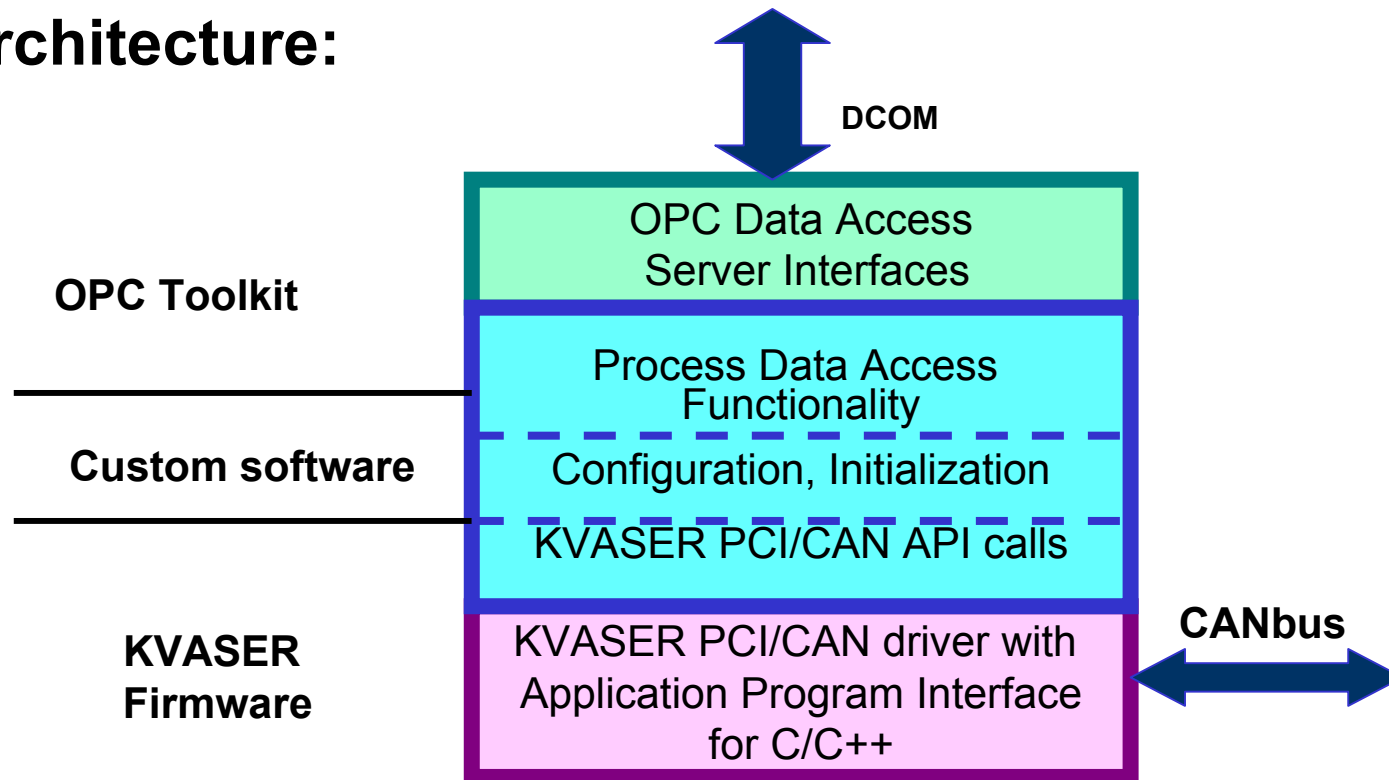 rchitecture:
DCOM
OPC Data Access
Server Interfaces
OPC Toolkit
Process Data Access
Functionality
Custom software
Configuration, Initialization
KVASER PCI/CAN API calls
CANbus
KVASER
Firmware
KVASER PCI/CAN driver with
Application Program Interface
for C/C++